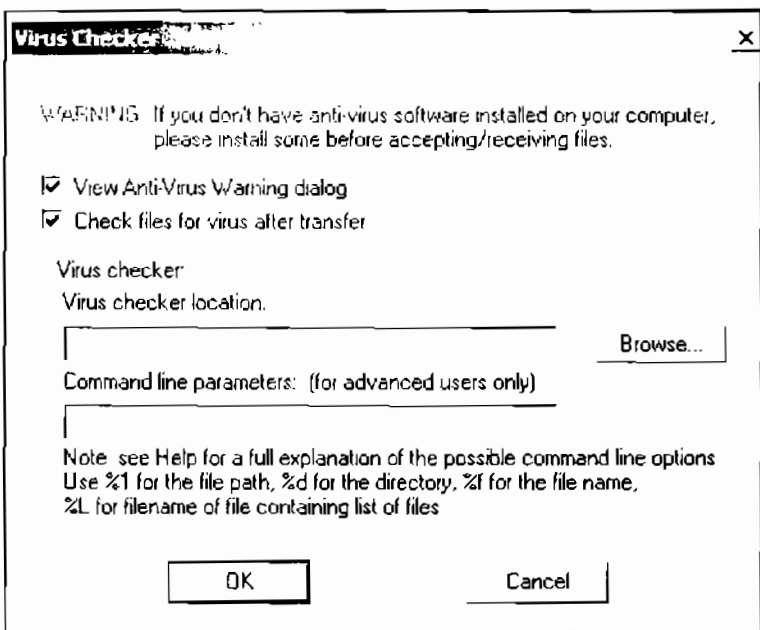 Virus Checker
WARNING If you don't have anti-virus software installed on your computer,
please install some before accepting/receiving files.
View Anti-Virus Warning dialog
Check files for virus after transfer
Virus checker
Virus checker location.
Browse...
Command line parameters: (for advanced users only)
Note see Help for a full explanation of the possible command line options
Use %1 for the file path, %d for the directory, %f for the file name,
%L for filename of file containing list of files
OK Cancel